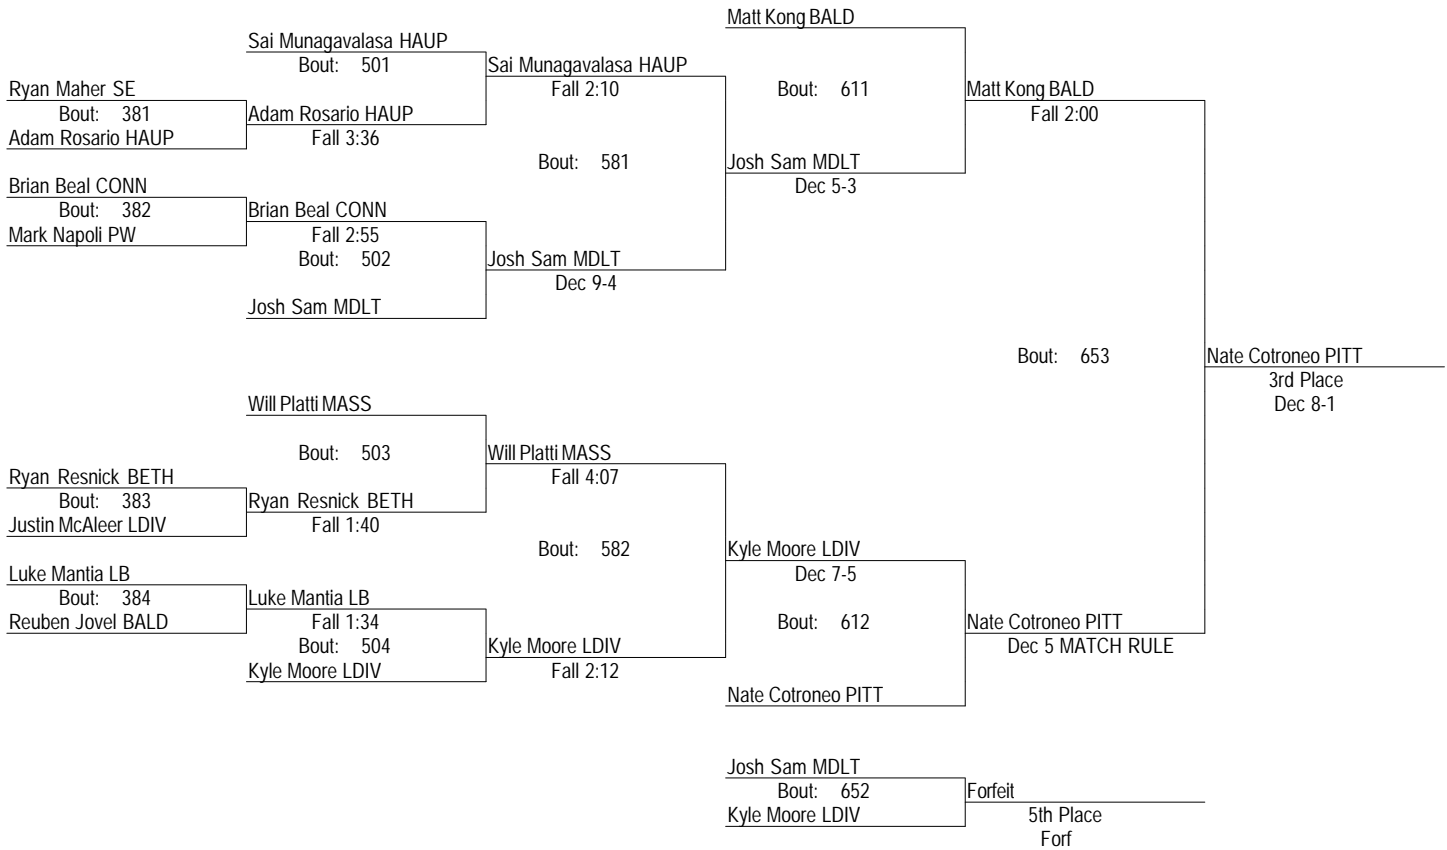 Matt Kong BALD
Sai Munagavalasa HAUP
Bout: 501
Sai Munagavalasa HAUP
Ryan Maher SE
Fall 2:10
Bout: 611
Matt Kong BALD
Bout: 381
Adam Rosario HAUP
Fall 2:00
Adam Rosario HAUP
Fall 3:36
Bout: 581
Josh Sam MDLT
Brian Beal CONN
Dec 5-3
Bout: 382
Brian Beal CONN
Mark Napoli PW
Fall 2:55
Bout: 502
Josh Sam MDLT
Dec 9-4
Josh Sam MDLT
Bout: 653
Nate Cotroneo PITT
3rd Place
Dec 8-1
Will Platti MASS
Bout: 503
Will Platti MASS
Ryan Resnick BETH
Fall 4:07
Bout: 383
Ryan Resnick BETH
Justin McAleer LDIV
Fall 1:40
Bout: 582
Kyle Moore LDIV
Luke Mantia LB
Dec 7-5
Bout: 384
Luke Mantia LB
Reuben Jovel BALD
Fall 1:34
Bout: 612
Nate Cotroneo PITT
Bout: 504
Kyle Moore LDIV
Dec 5 MATCH RULE
Kyle Moore LDIV
Fall 2:12
Nate Cotroneo PITT
Josh Sam MDLT
Bout: 652
Forfeit
Kyle Moore LDIV
5th Place
Forf